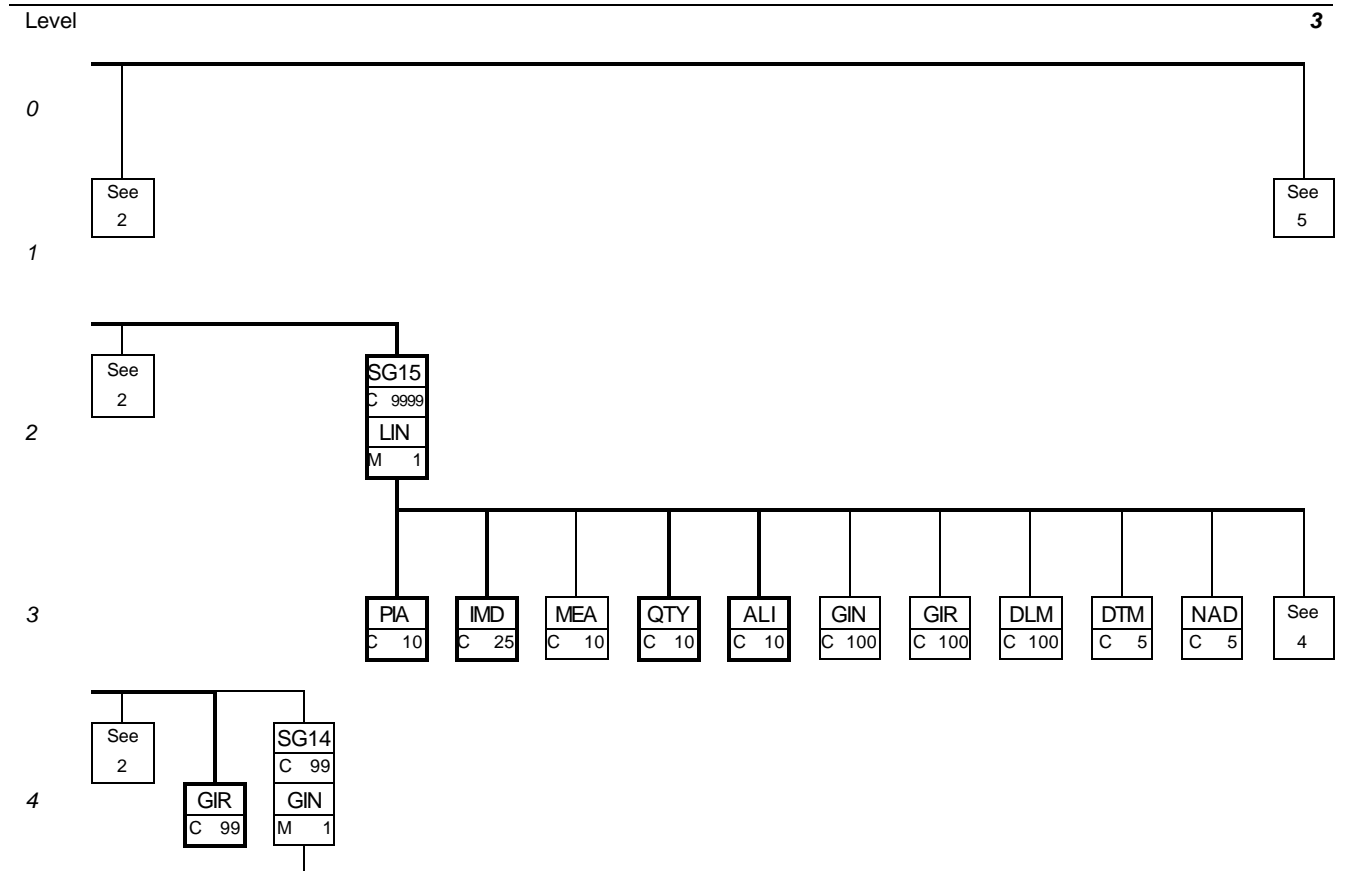 Level 3
0
See
2
See
5
1
See
2
SG15
C 9999
LIN
M 1
2
3
PIA
C 10
IMD
C 25
MEA
C 10
QTY
C 10
ALI
C 10
GIN
C 100
GIR
C 100
DLM
C 100
DTM
C 5
NAD
C 5
See
4
See
2
SG14
C 99
4
GIR
C 99
GIN
M 1